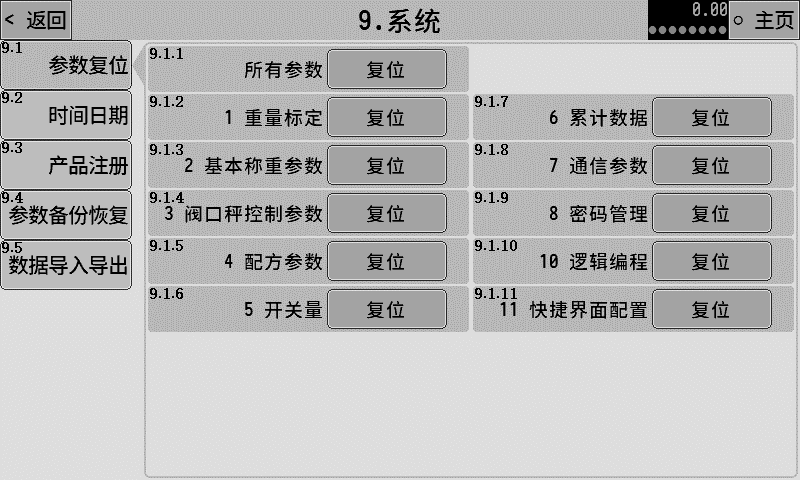 < 返回
9.系统
0.00
主页
9.1
参数复位
9.2
时间日期
9.3
产品注册
9.4
参数备份恢复
9.5
数据导入导出
9.1.1
所有参数 复位
9.1.2
1 重量标定 复位
9.1.3
2 基本称重参数 复位
9.1.4
3 阀口秤控制参数 复位
9.1.5
4 配方参数 复位
9.1.6
5 开关量 复位
9.1.7
6 累计数据 复位
9.1.8
7 通信参数 复位
9.1.9
8 密码管理 复位
9.1.10
10 逻辑编程 复位
9.1.11
11 快捷界面配置 复位